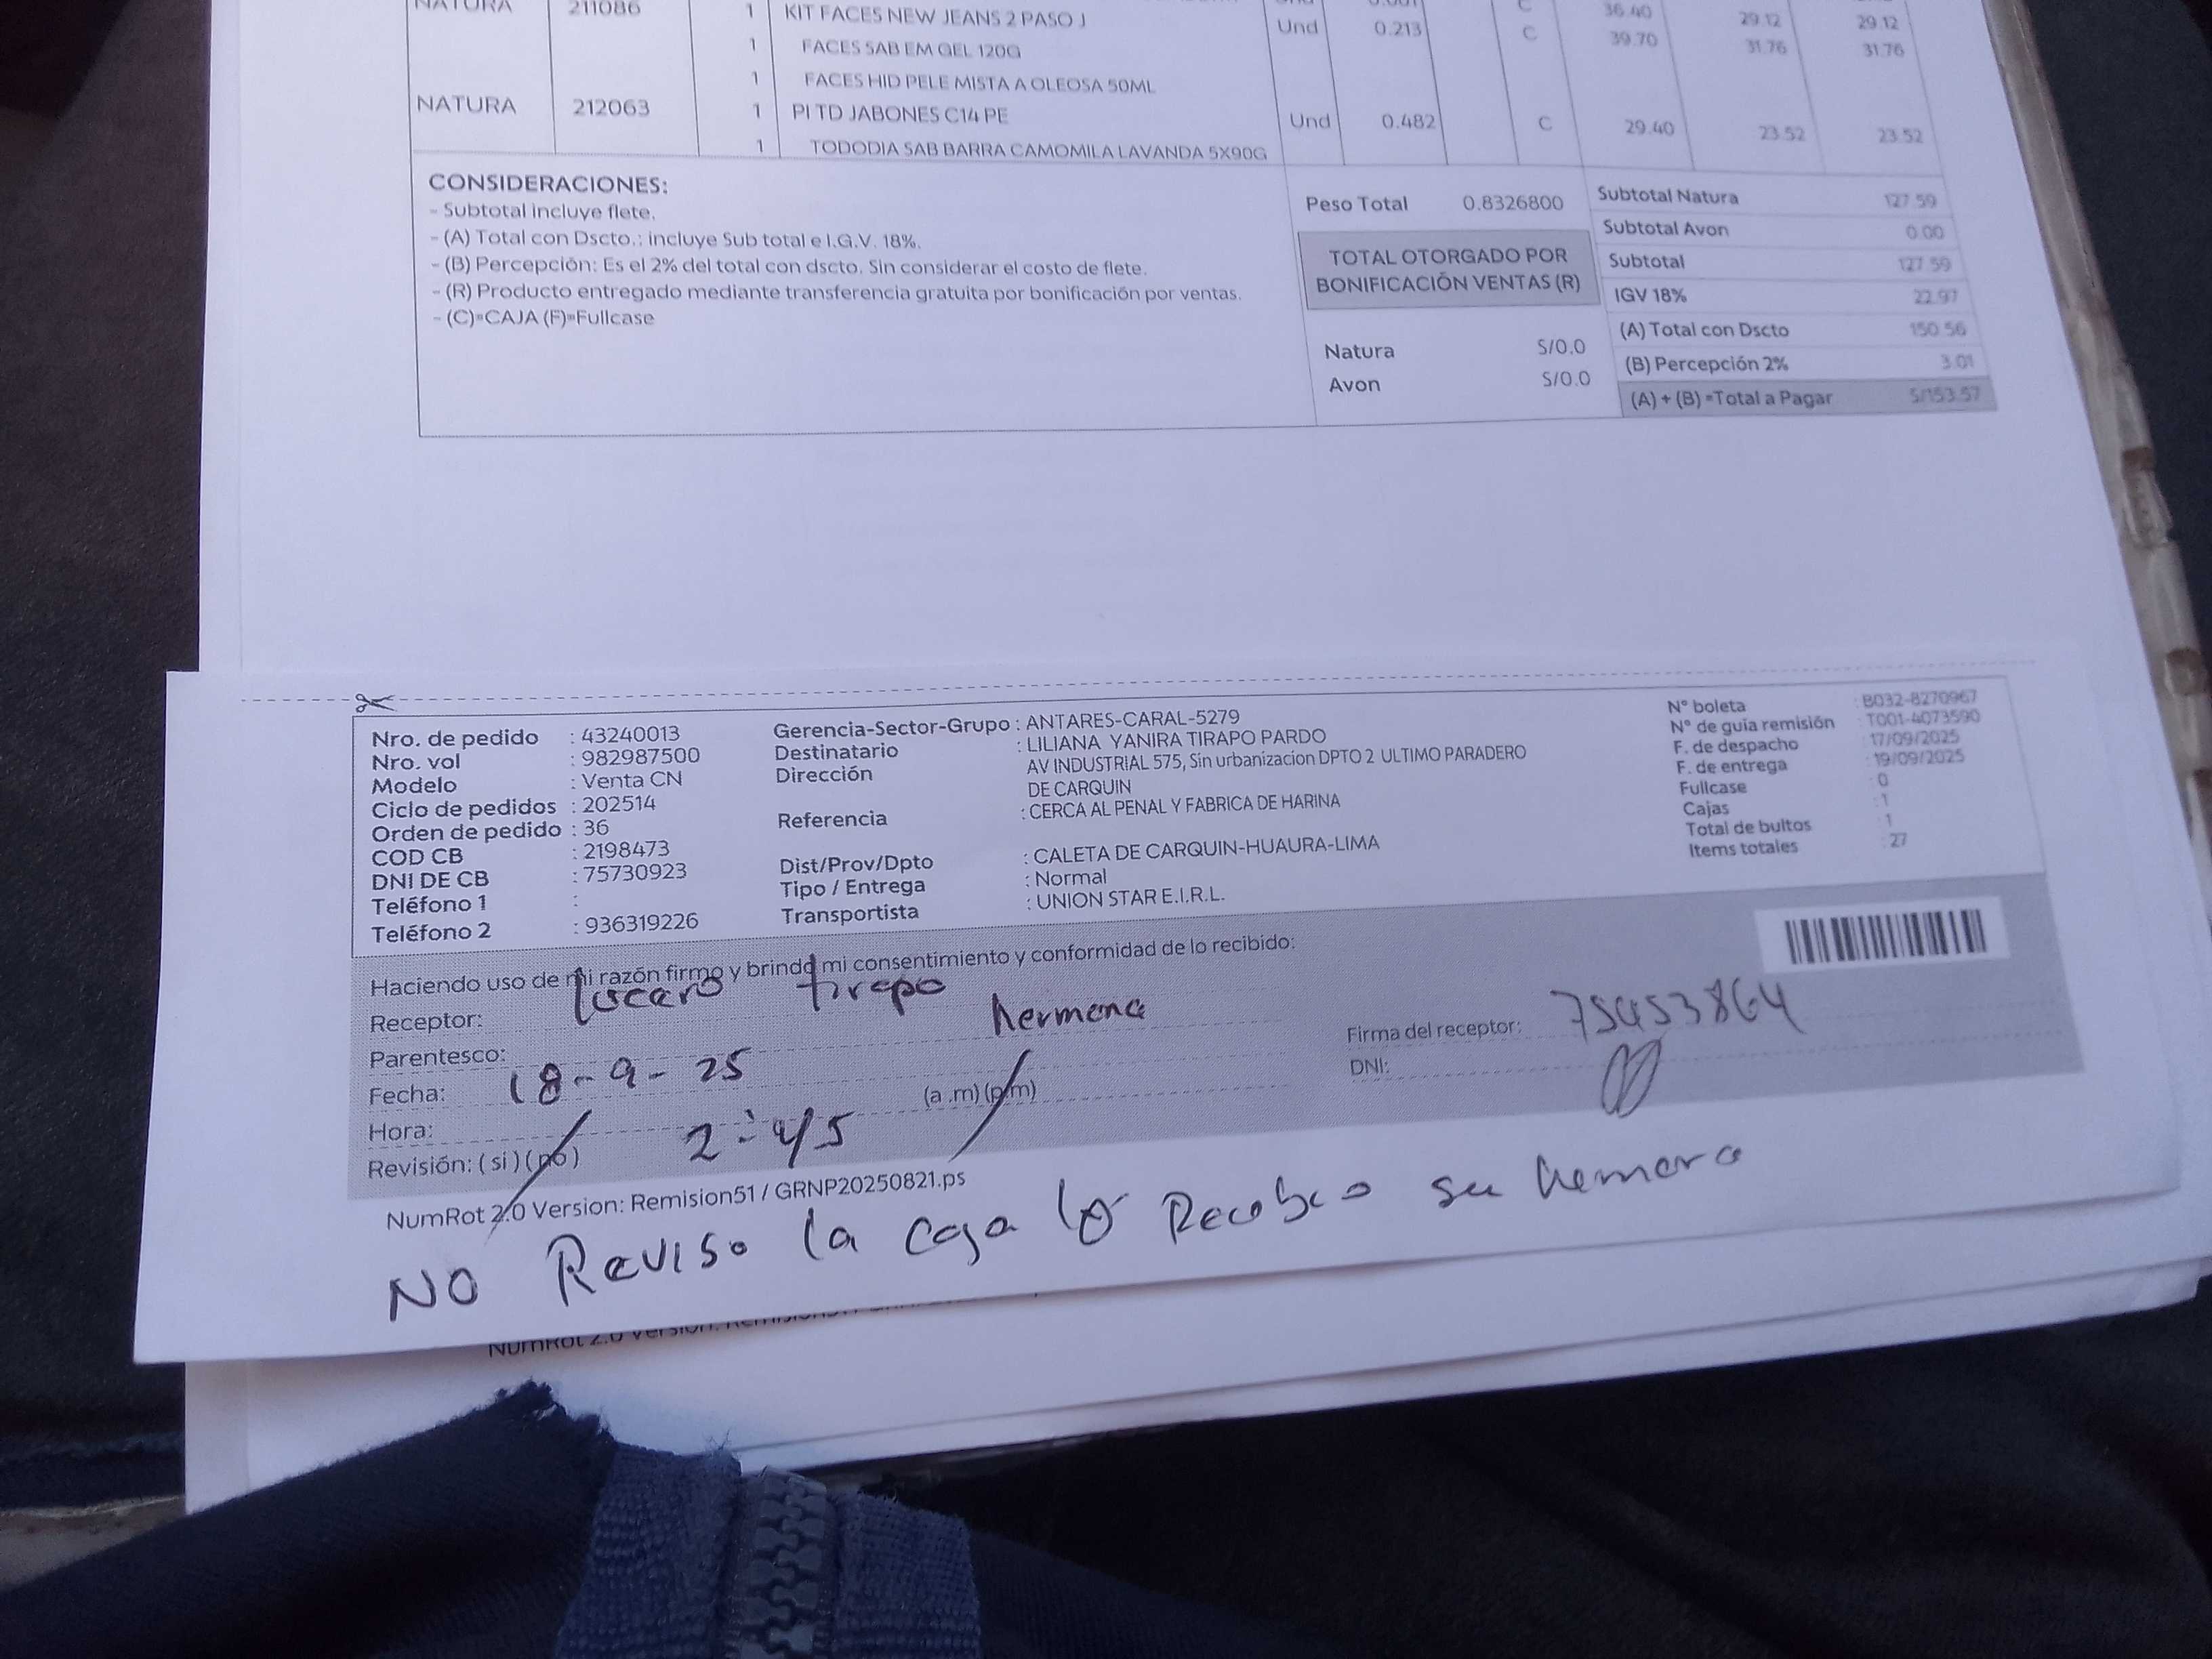 NATURA 211086 1 KIT FACES NEW JEANS 2 PASO J Und 0.213 C 36.40 29.12 29.12
1 FACES SAB EM GEL 120G C 39.70 31.76 31.76
1 FACES HID PELE MISTA A OLEOSA 50ML
NATURA 212063 1 PI TD JABONES C14 PE Und 0.482 C 29.40 23.52 23.52
1 TODODIA SAB BARRA CAMOMILA LAVANDA 5X90G
CONSIDERACIONES:
- Subtotal incluye flete.
- (A) Total con Dscto.: incluye Sub total e I.G.V. 18%.
- (B) Percepción: Es el 2% del total con dscto. Sin considerar el costo de flete.
- (R) Producto entregado mediante transferencia gratuita por bonificación por ventas.
- (C)=CAJA (F)=Fullcase
Peso Total 0.8326800
TOTAL OTORGADO POR
BONIFICACIÓN VENTAS (R)
Natura S/0.0
Avon S/0.0
Subtotal Natura 127.59
Subtotal Avon 0.00
Subtotal 127.59
IGV 18% 22.97
(A) Total con Dscto 150.56
(B) Percepción 2% 3.01
(A) + (B) =Total a Pagar S/153.57
Nro. de pedido : 43240013
Nro. vol : 982987500
Modelo : Venta CN
Ciclo de pedidos : 202514
Orden de pedido : 36
COD CB : 2198473
DNI DE CB : 75730923
Teléfono 1 :
Teléfono 2 : 936319226
Gerencia-Sector-Grupo : ANTARES-CARAL-5279
Destinatario : LILIANA YANIRA TIRAPO PARDO
Dirección AV INDUSTRIAL 575, Sin urbanizacion DPTO 2 ULTIMO PARADERO
DE CARQUIN
Referencia : CERCA AL PENAL Y FABRICA DE HARINA
Dist/Prov/Dpto : CALETA DE CARQUIN-HUAURA-LIMA
Tipo / Entrega : Normal
Transportista : UNION STAR E.I.R.L.
N° boleta : B032-8270967
N° de guía remisión : T001-4073590
F. de despacho : 17/09/2025
F. de entrega : 19/09/2025
Fullcase : 0
Cajas : 1
Total de bultos : 1
Items totales : 27
Haciendo uso de mi razón firmo y brindo mi consentimiento y conformidad de lo recibido:
Receptor: Lucero tirapo
Parentesco: hermana
Fecha: 18-9-25
Hora: 2:45 (a .m) (p.m)
Revisión: ( si ) ( no )
Firma del receptor: 75453864
DNI:
NumRot 2.0 Version: Remision51 / GRNP20250821.ps
NO Reviso la caja lo Recibio su hermana
NumRot 2.0 Version: